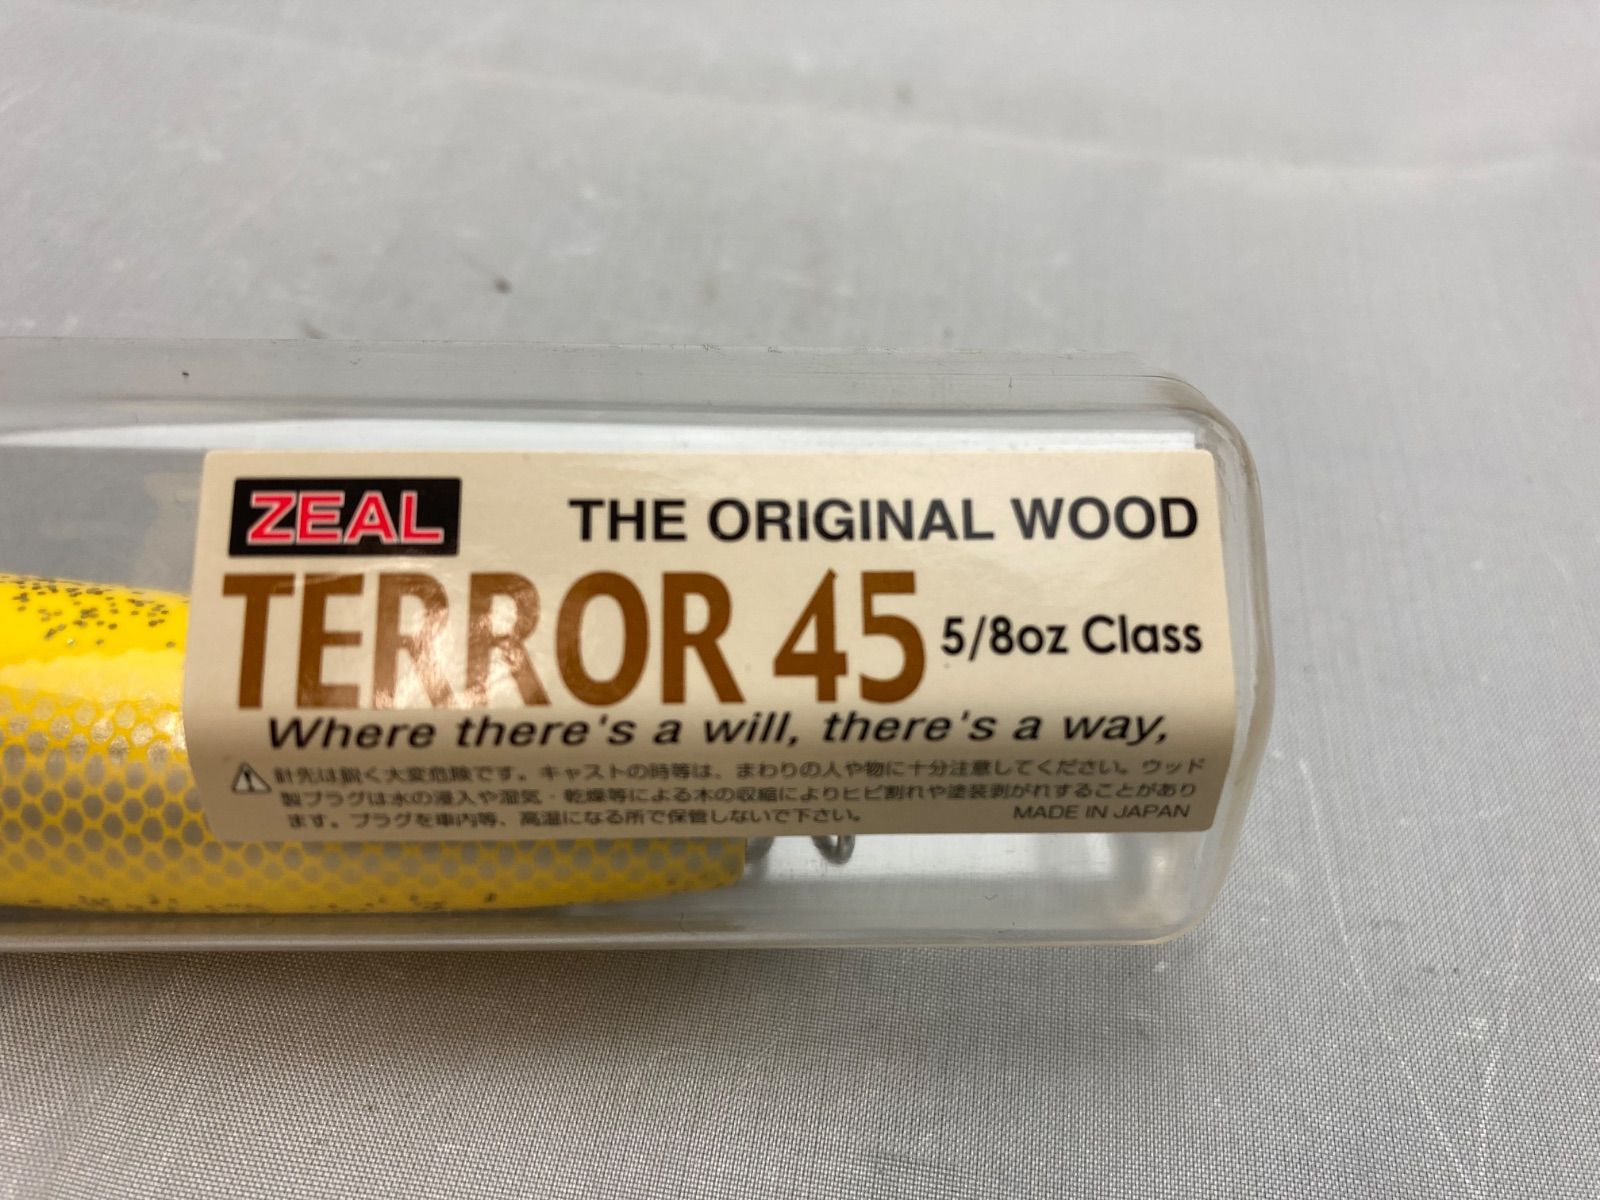 ZEAL
THE ORIGINAL WOOD
TERROR 45 5/8oz Class
Where there's a will, there's a way,
針先は鋭く大変危険です。キャストの時等は、まわりの人や物に十分注意してください。ウッド
製プラグは水の浸入や湿気・乾燥等による木の収縮によりヒビ割れや塗装剥がれすることがあり
ます。プラグを車内等、高温になる所で保管しないで下さい。
MADE IN JAPAN